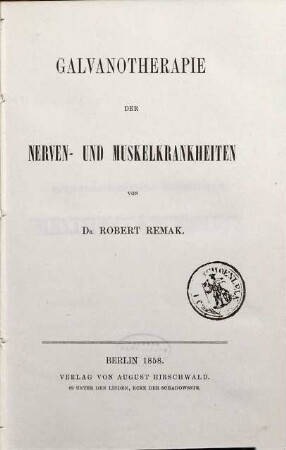 GALVANOTHERAPIE
DER
NERVEN- UND MUSKELKRANKHEITEN
VON
DR. ROBERT REMAK.
BERLIN 1858.
VERLAG VON AUGUST HIRSCHWALD.
69 UNTER DEN LINDEN, ECKE DER SCHADOWSSTR.